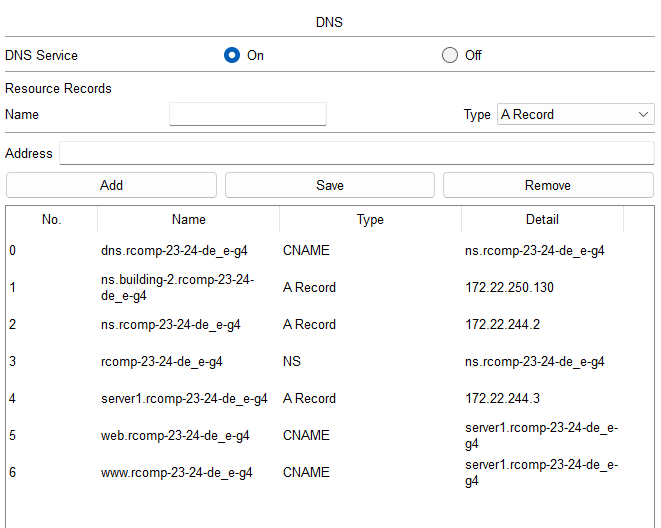 DNS
DNS Service On Off
Resource Records
Name Type A Record
Address
Add Save Remove
No. Name Type Detail
0 dns.rcomp-23-24-de_e-g4 CNAME ns.rcomp-23-24-de_e-g4
1 ns.building-2.rcomp-23-24-
de_e-g4 A Record 172.22.250.130
2 ns.rcomp-23-24-de_e-g4 A Record 172.22.244.2
3 rcomp-23-24-de_e-g4 NS ns.rcomp-23-24-de_e-g4
4 server1.rcomp-23-24-de_e-g4 A Record 172.22.244.3
5 web.rcomp-23-24-de_e-g4 CNAME server1.rcomp-23-24-de_e-
g4
6 www.rcomp-23-24-de_e-g4 CNAME server1.rcomp-23-24-de_e-
g4